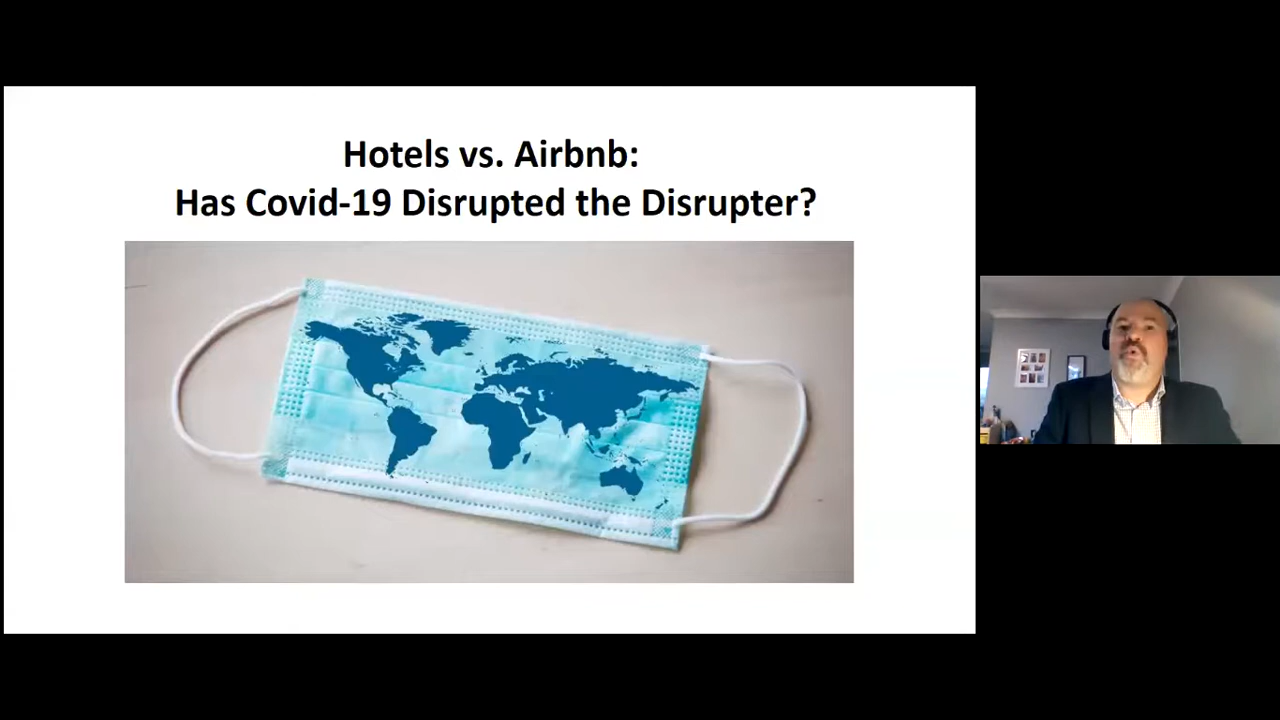 Hotels vs. Airbnb:
Has Covid-19 Disrupted the Disrupter?